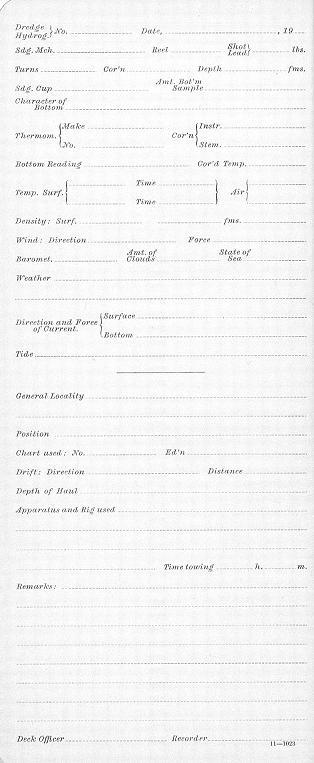 Dredge Hydrog. } No. Date, , 19
Sdg. Mch. Reel Shot Lead lbs.
Turns Cor'n Depth fms.
Sdg. Cup Amt. Bot'm Sample
Character of Bottom
Thermom. { Make Cor'n { Instr.
No. Stem.
Bottom Reading Cor'd Temp.
Temp. Surf. { Time } Air {
Time
Density: Surf. fms.
Wind: Direction Force
Baromet. Amt. of Clouds State of Sea
Weather
Direction and Force of Current. { Surface
Bottom
Tide
General Locality
Position
Chart used: No. Ed'n
Drift: Direction Distance
Depth of Haul
Apparatus and Rig used
Time towing h. m.
Remarks:
Deck Officer Recorder
11—1023